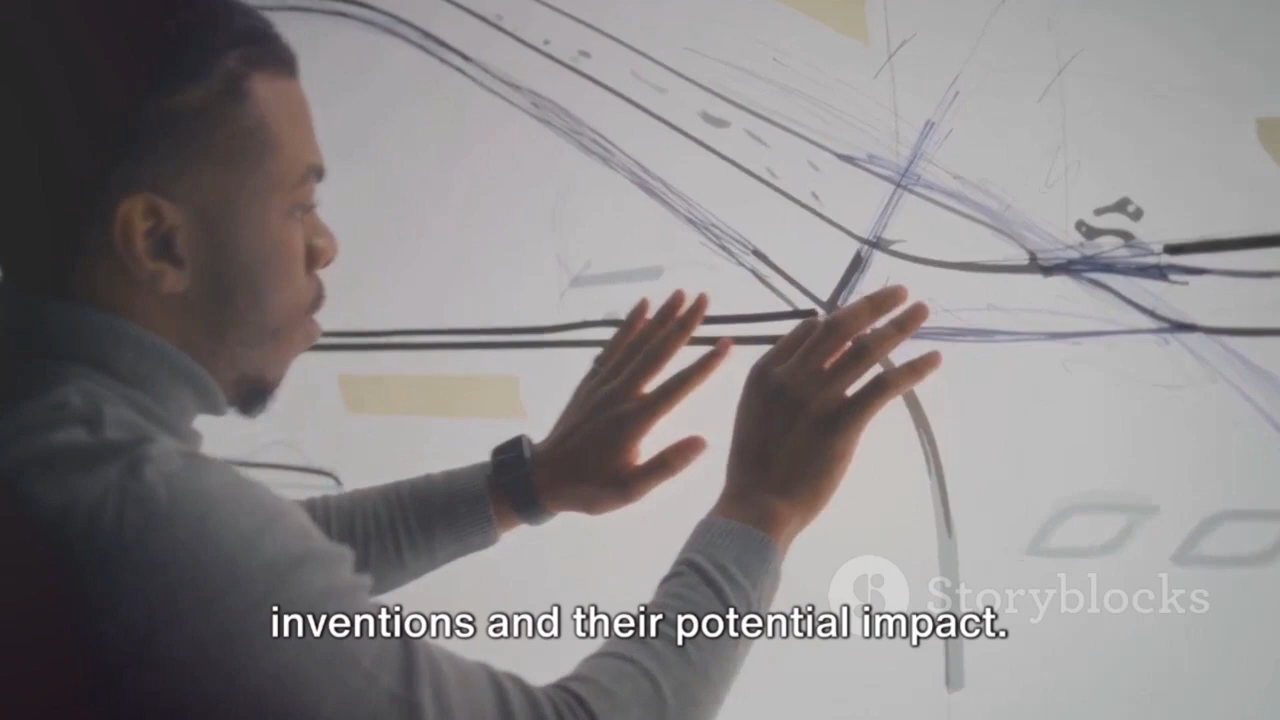 Storyblocks
inventions and their potential impact.